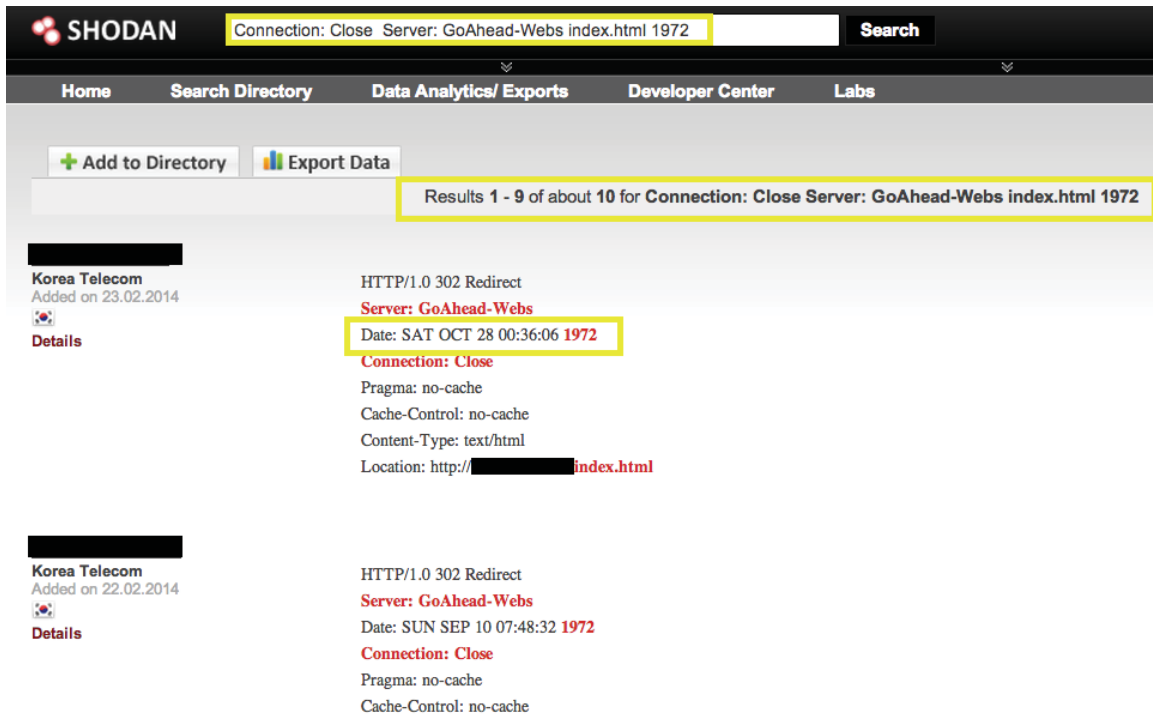 SHODAN
Connection: Close Server: GoAhead-Webs index.html 1972
Search
Home Search Directory Data Analytics/ Exports Developer Center Labs
Add to Directory Export Data
Results 1 - 9 of about 10 for Connection: Close Server: GoAhead-Webs index.html 1972
Korea Telecom
Added on 23.02.2014
Details
HTTP/1.0 302 Redirect
Server: GoAhead-Webs
Date: SAT OCT 28 00:36:06 1972
Connection: Close
Pragma: no-cache
Cache-Control: no-cache
Content-Type: text/html
Location: http:// index.html
Korea Telecom
Added on 22.02.2014
Details
HTTP/1.0 302 Redirect
Server: GoAhead-Webs
Date: SUN SEP 10 07:48:32 1972
Connection: Close
Pragma: no-cache
Cache-Control: no-cache